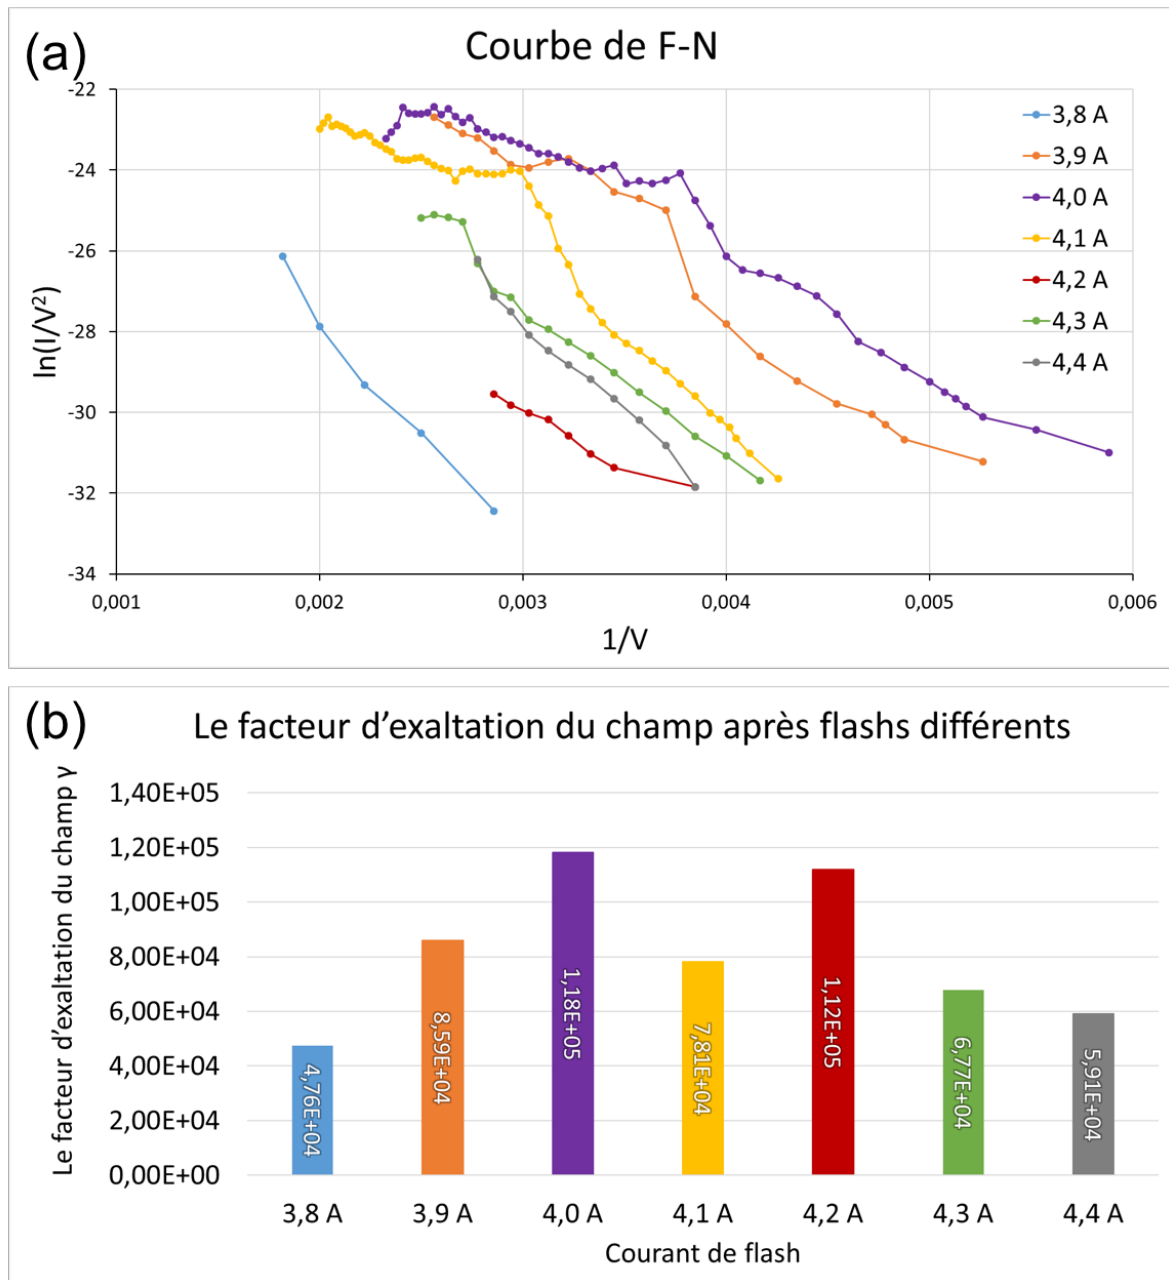 (a)
Courbe de F-N
-22
-24
-26
-28
-30
-32
-34
ln(I/V²)
0,001 0,002 0,003 0,004 0,005 0,006
1/V
3,8 A
3,9 A
4,0 A
4,1 A
4,2 A
4,3 A
4,4 A
(b)
Le facteur d’exaltation du champ après flashs différents
Le facteur d’exaltation du champ γ
1,40E+05
1,20E+05
1,00E+05
8,00E+04
6,00E+04
4,00E+04
2,00E+04
0,00E+00
4,76E+04
8,59E+04
1,18E+05
7,81E+04
1,12E+05
6,77E+04
5,91E+04
3,8 A 3,9 A 4,0 A 4,1 A 4,2 A 4,3 A 4,4 A
Courant de flash